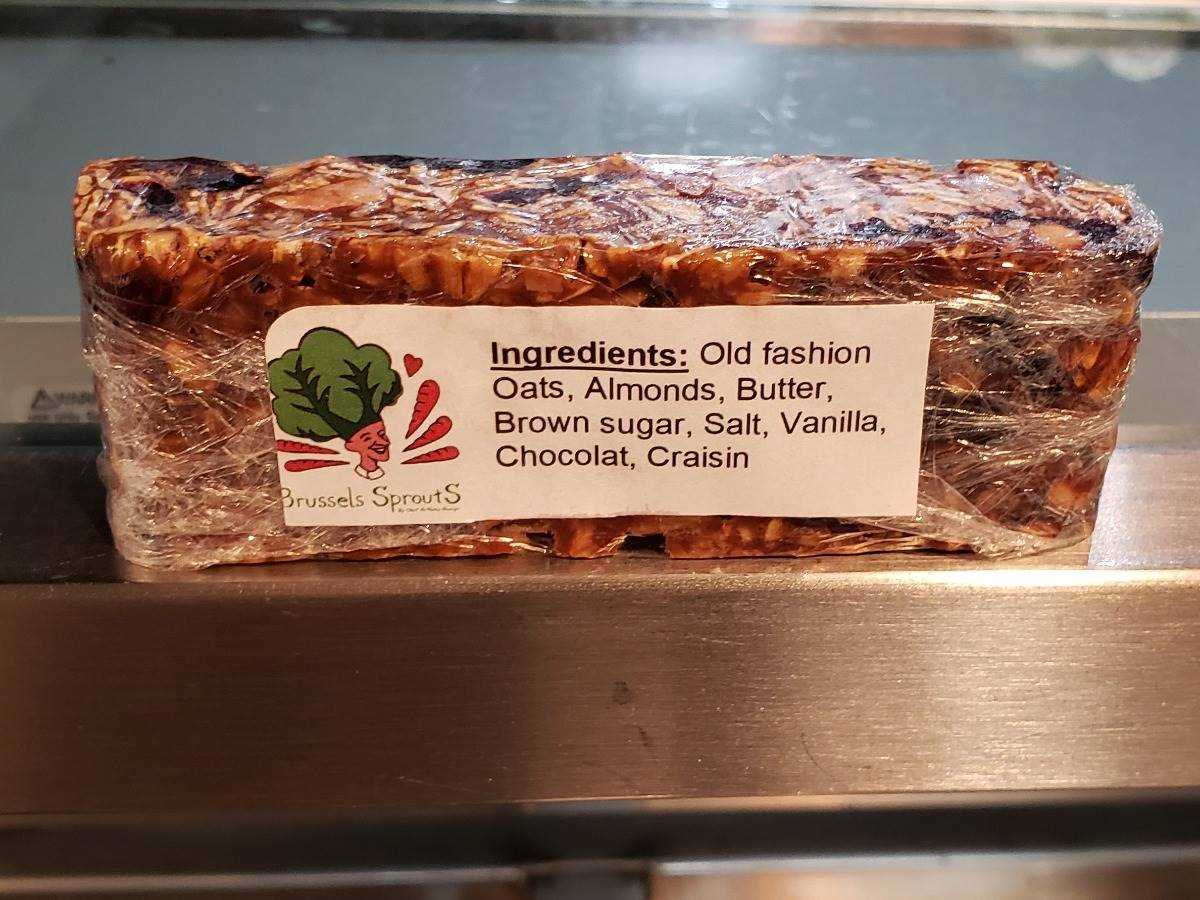 Ingredients: Old fashion
Oats, Almonds, Butter,
Brown sugar, Salt, Vanilla,
Chocolat, Craisin
Brussels SproutS